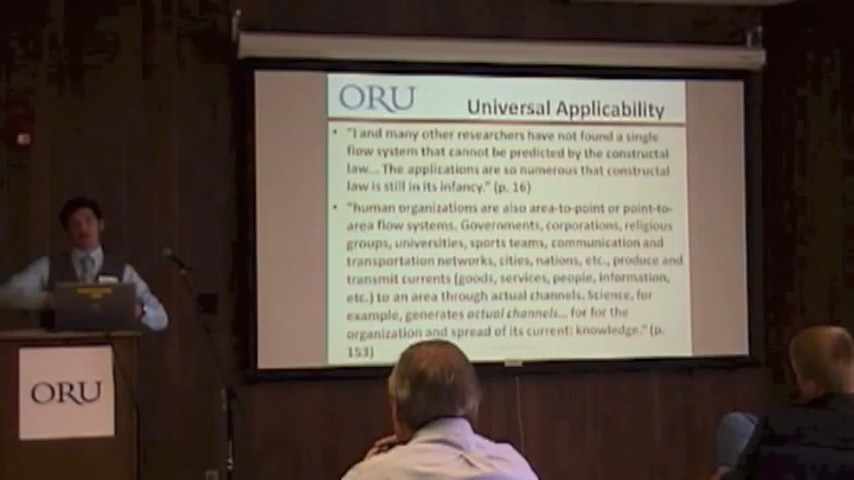 ORU
Universal Applicability
• "I and many other researchers have not found a single
flow system that cannot be predicted by the constructal
law... The applications are so numerous that constructal
law is still in its infancy." (p. 16)
• "human organizations are also area-to-point or point-to-
area flow systems. Governments, corporations, religious
groups, universities, sports teams, communication and
transportation networks, cities, nations, etc., produce and
transmit currents (goods, services, people, information,
etc.) to an area through actual channels. Science, for
example, generates actual channels... for for the
organization and spread of its current: knowledge." (p.
153)
ORU